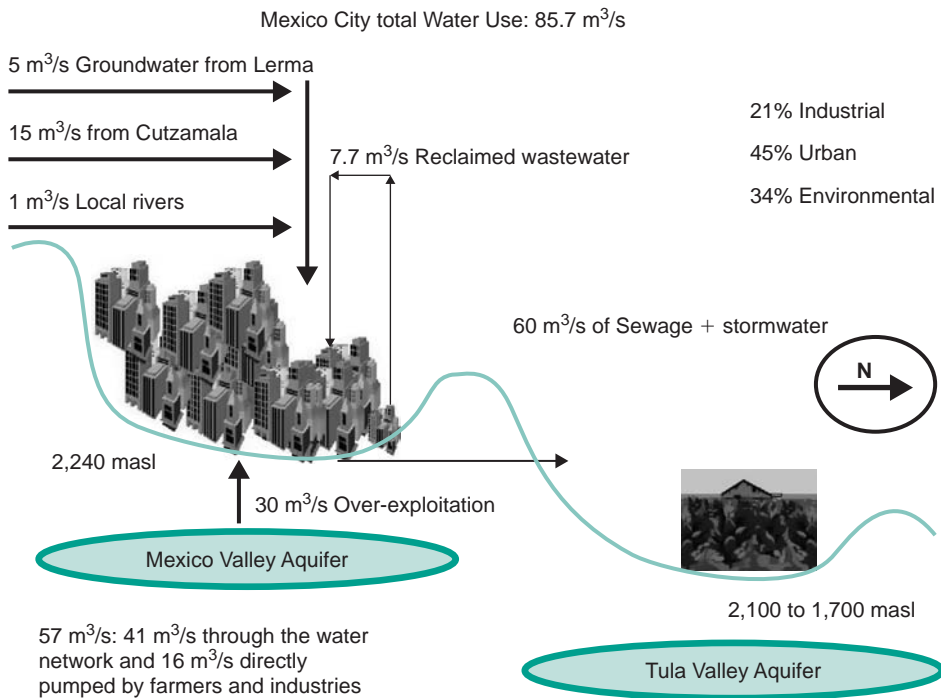 Mexico City total Water Use: 85.7 m³/s
5 m³/s Groundwater from Lerma
15 m³/s from Cutzamala
1 m³/s Local rivers
7.7 m³/s Reclaimed wastewater
21% Industrial
45% Urban
34% Environmental
60 m³/s of Sewage + stormwater
N
2,240 masl
30 m³/s Over-exploitation
Mexico Valley Aquifer
57 m³/s: 41 m³/s through the water
network and 16 m³/s directly
pumped by farmers and industries
2,100 to 1,700 masl
Tula Valley Aquifer